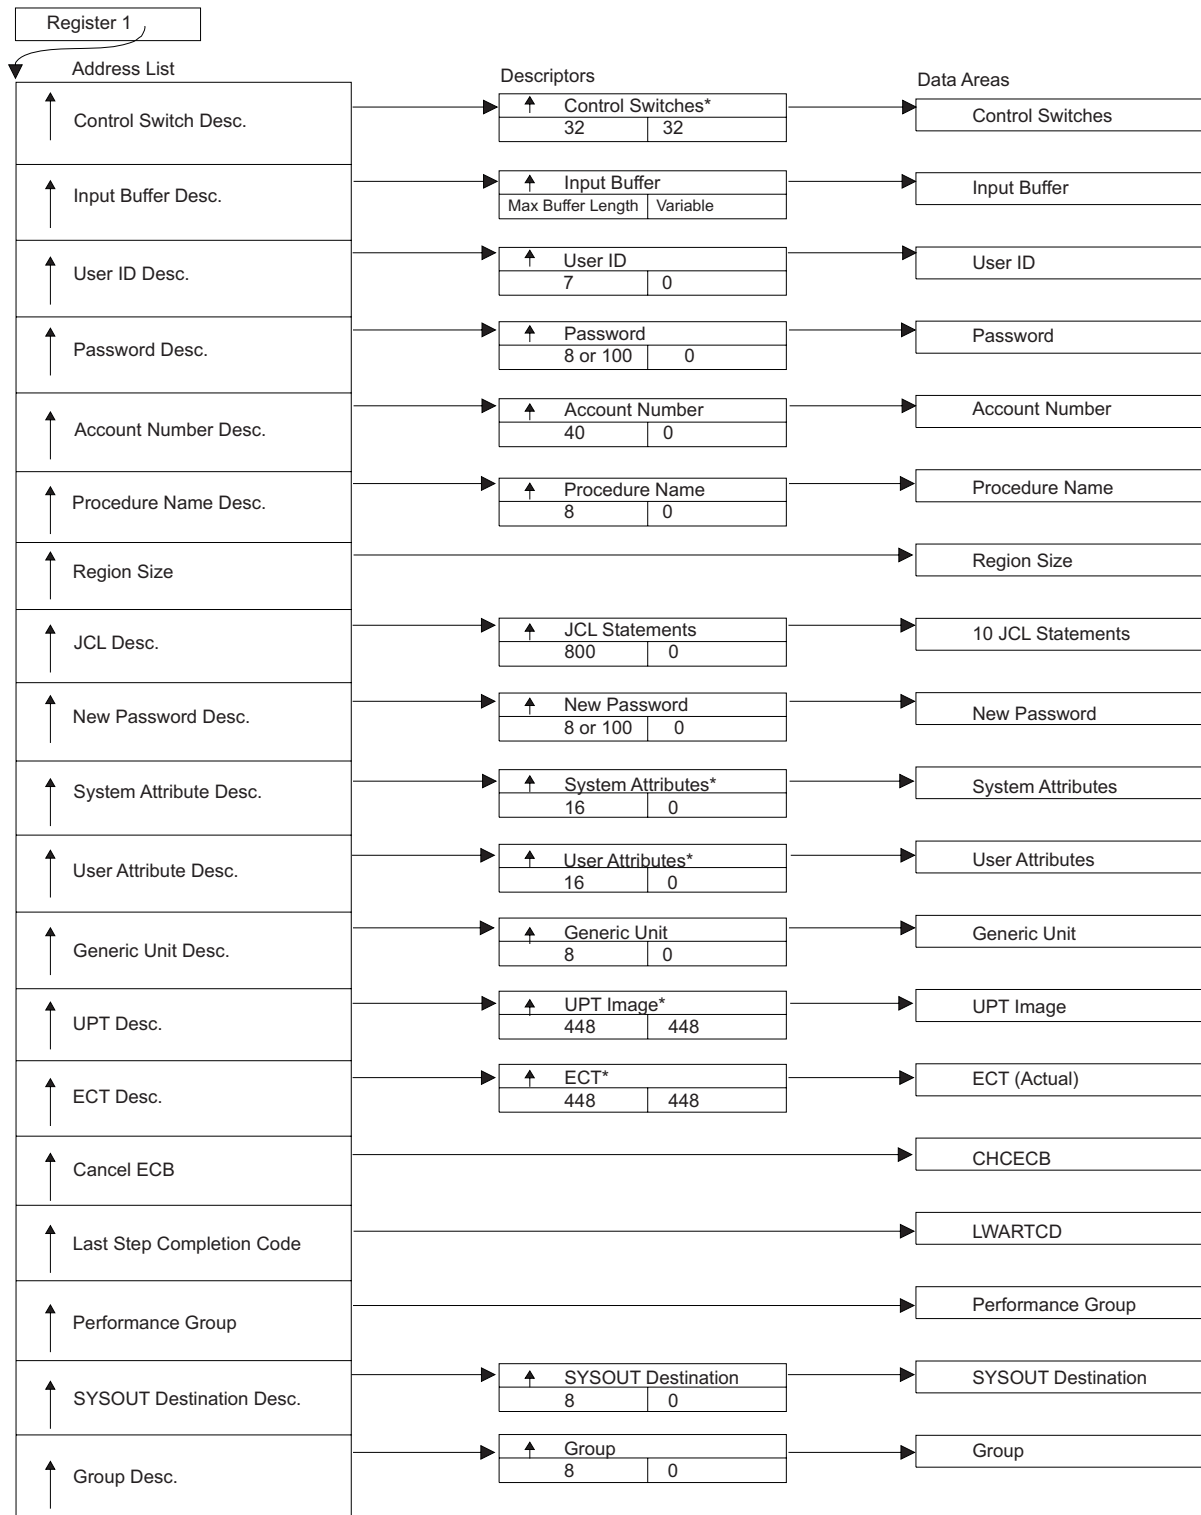 Register 1
Address List
Descriptors
Data Areas
Control Switch Desc.
Control Switches*
32 32
Control Switches
Input Buffer Desc.
Input Buffer
Max Buffer Length Variable
Input Buffer
User ID Desc.
User ID
7 0
User ID
Password Desc.
Password
8 or 100 0
Password
Account Number Desc.
Account Number
40 0
Account Number
Procedure Name Desc.
Procedure Name
8 0
Procedure Name
Region Size
Region Size
JCL Desc.
JCL Statements
800 0
10 JCL Statements
New Password Desc.
New Password
8 or 100 0
New Password
System Attribute Desc.
System Attributes*
16 0
System Attributes
User Attribute Desc.
User Attributes*
16 0
User Attributes
Generic Unit Desc.
Generic Unit
8 0
Generic Unit
UPT Desc.
UPT Image*
448 448
UPT Image
ECT Desc.
ECT*
448 448
ECT (Actual)
Cancel ECB
CHCECB
Last Step Completion Code
LWARTCD
Performance Group
Performance Group
SYSOUT Destination Desc.
SYSOUT Destination
8 0
SYSOUT Destination
Group Desc.
Group
8 0
Group